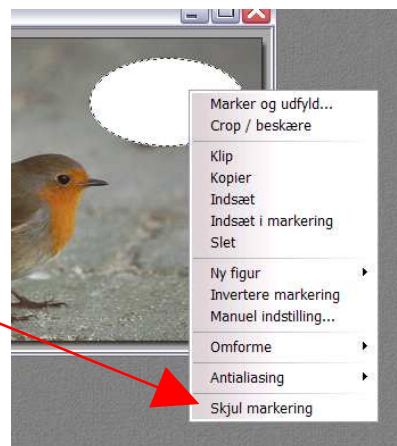 Marker og udfyld...
Crop / beskære
Klip
Kopier
Indsæt
Indsæt i markering
Slet
Ny figur
Invertere markering
Manuel indstilling...
Omforme
Antialiasing
Skjul markering